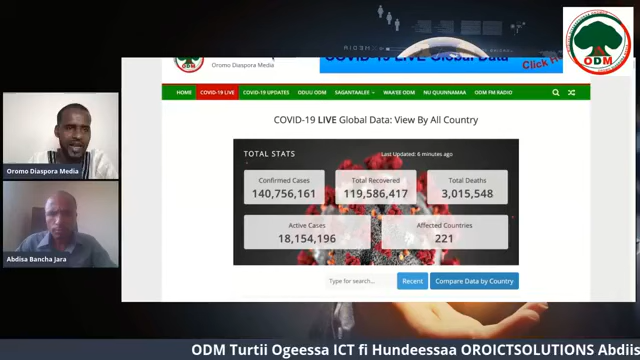 ODM
Oromo Diaspora Media
COVID-19 LIVE Global Data
Click H
HOME COVID-19 LIVE COVID-19 UPDATES ODUU ODM SAGANTAALEE WAA'EE ODM NU QUUNNAMAA ODM FM RADIO
COVID-19 LIVE Global Data: View By All Country
TOTAL STATS
Last Updated: 6 minutes ago
Confirmed Cases
140,756,161
Total Recovered
119,586,417
Total Deaths
3,015,548
Active Cases
18,154,196
Affected Countries
221
Type for search...
Recent
Compare Data by Country
Oromo Diaspora Media
Abdisa Bancha Jara
ODM Turtii Ogeessa ICT fi Hundeessaa OROICTSOLUTIONS Abdiis